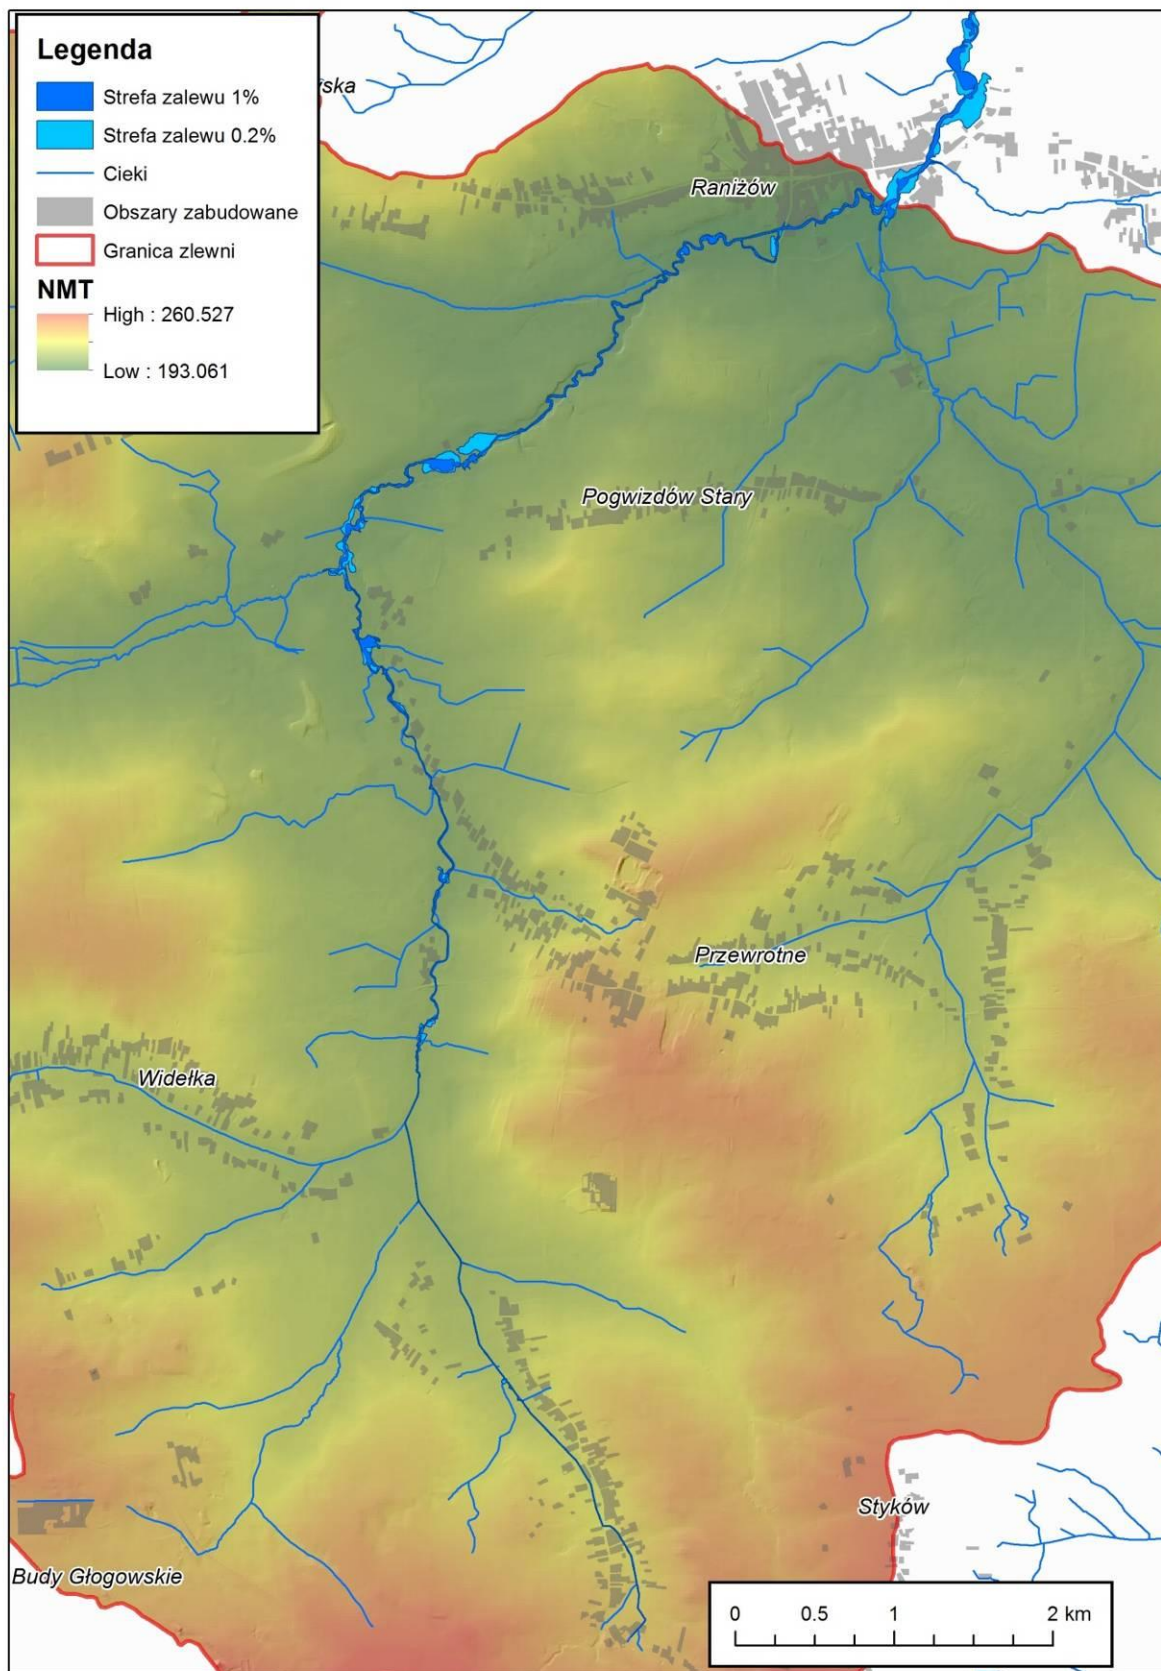 Legenda
Strefa zalewu 1%
Strefa zalewu 0.2%
Cieki
Obszary zabudowane
Granica zlewni
NMT
High : 260.527
Low : 193.061
Raniżów
Pogwizdów Stary
Przewrotne
Widełka
Styków
Budy Głogowskie
0 0.5 1 2 km